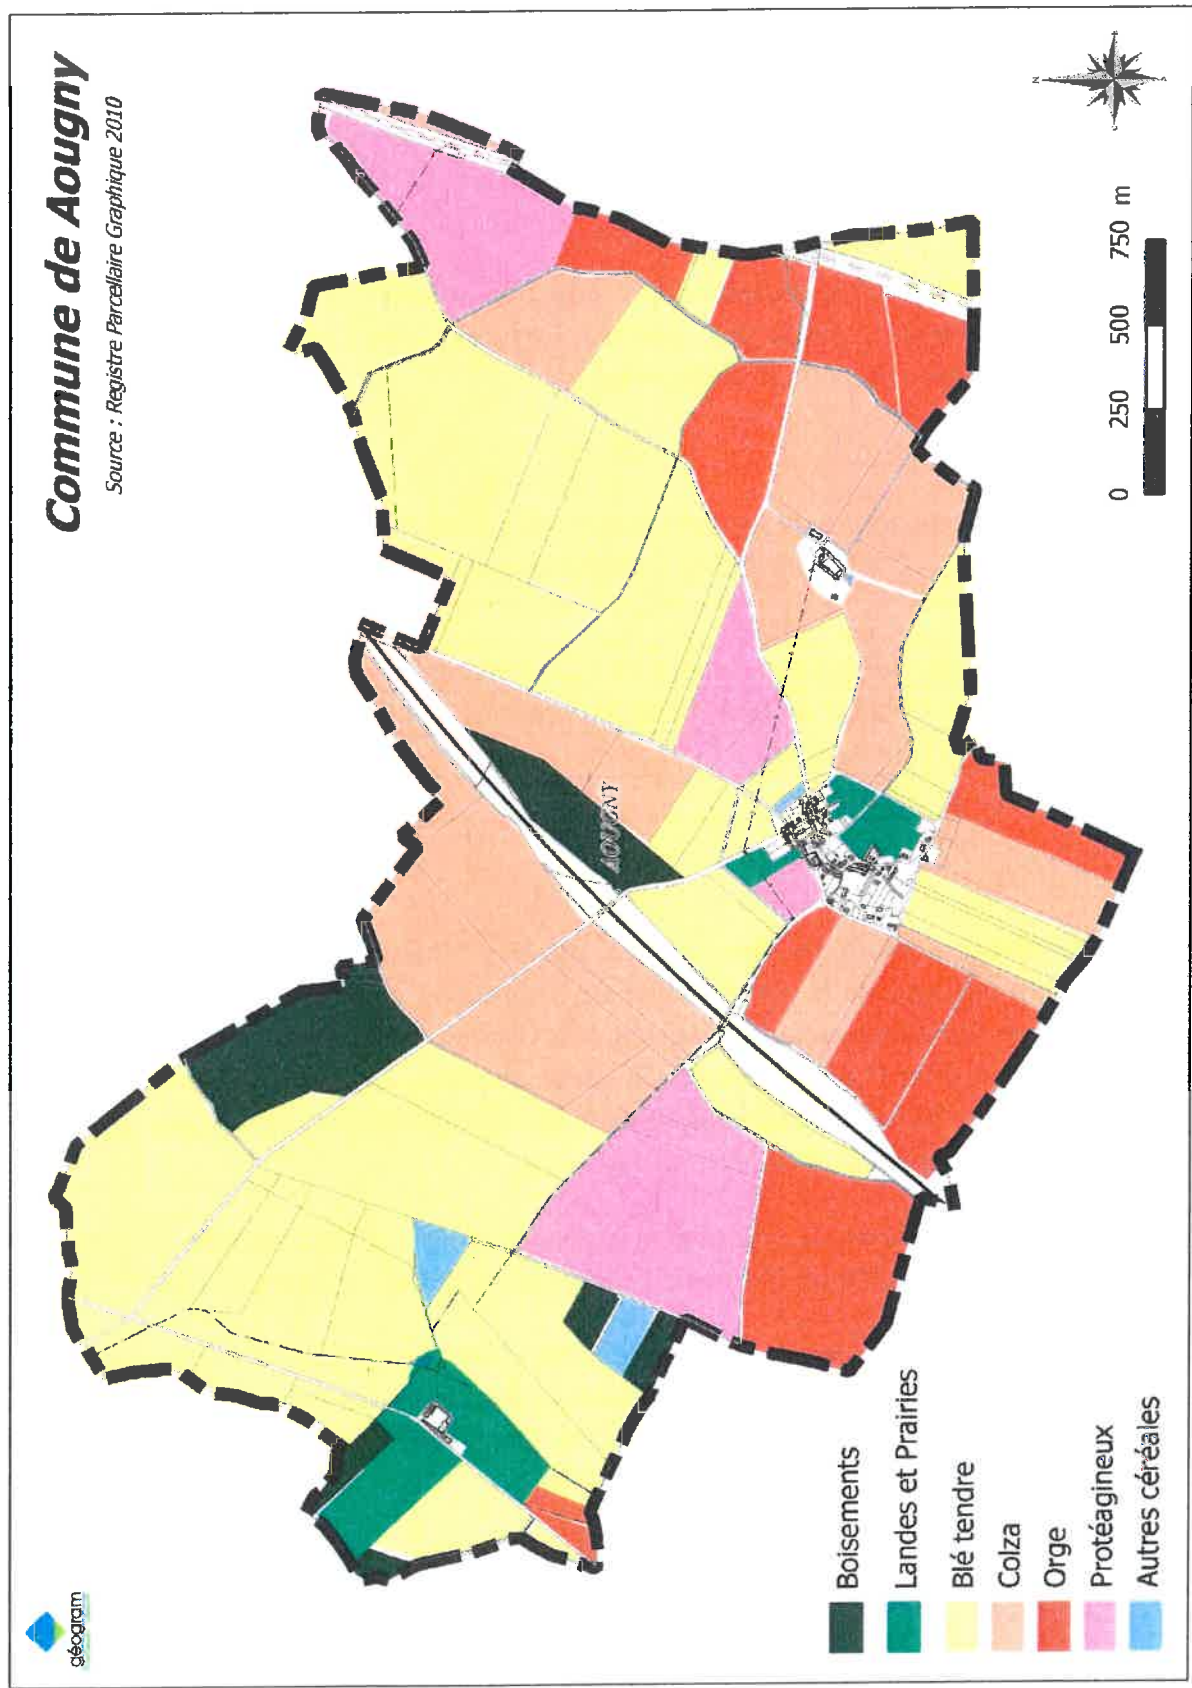 Commune de Aougny
Source : Registre Parcellaire Graphique 2010
géogram
AOUGNY
N
Boisements
Landes et Prairies
Blé tendre
Colza
Orge
Protéagineux
Autres céréales
0 250 500 750 m